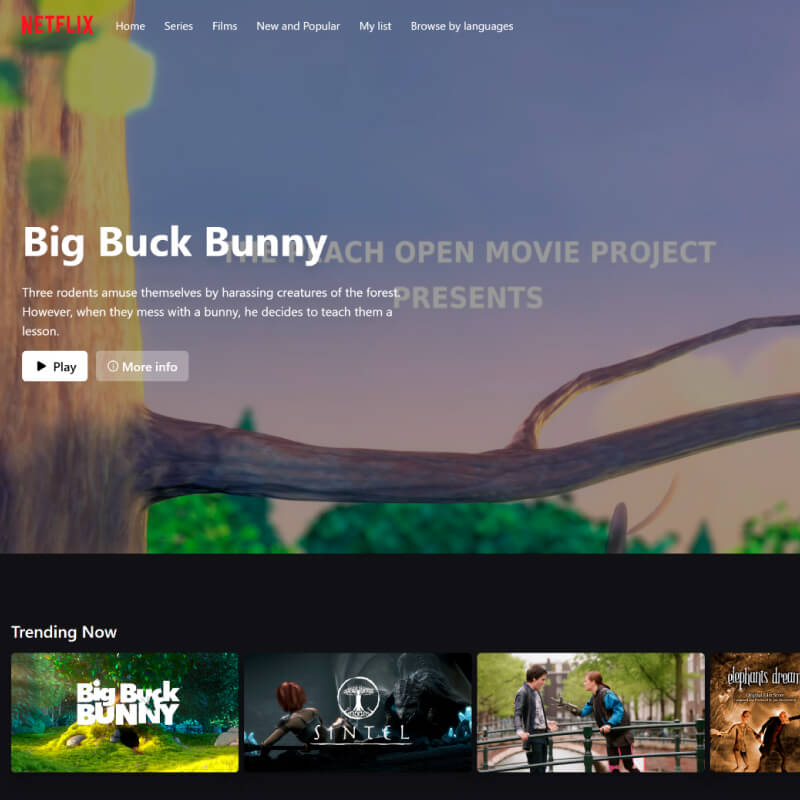 NETFLIX Home Series Films New and Popular My list Browse by languages
Big Buck Bunny
THE PEACH OPEN MOVIE PROJECT
PRESENTS
Three rodents amuse themselves by harassing creatures of the forest.
However, when they mess with a bunny, he decides to teach them a
lesson.
Play More info
Trending Now
Big Buck
BUNNY
SINTEL
elephants dream